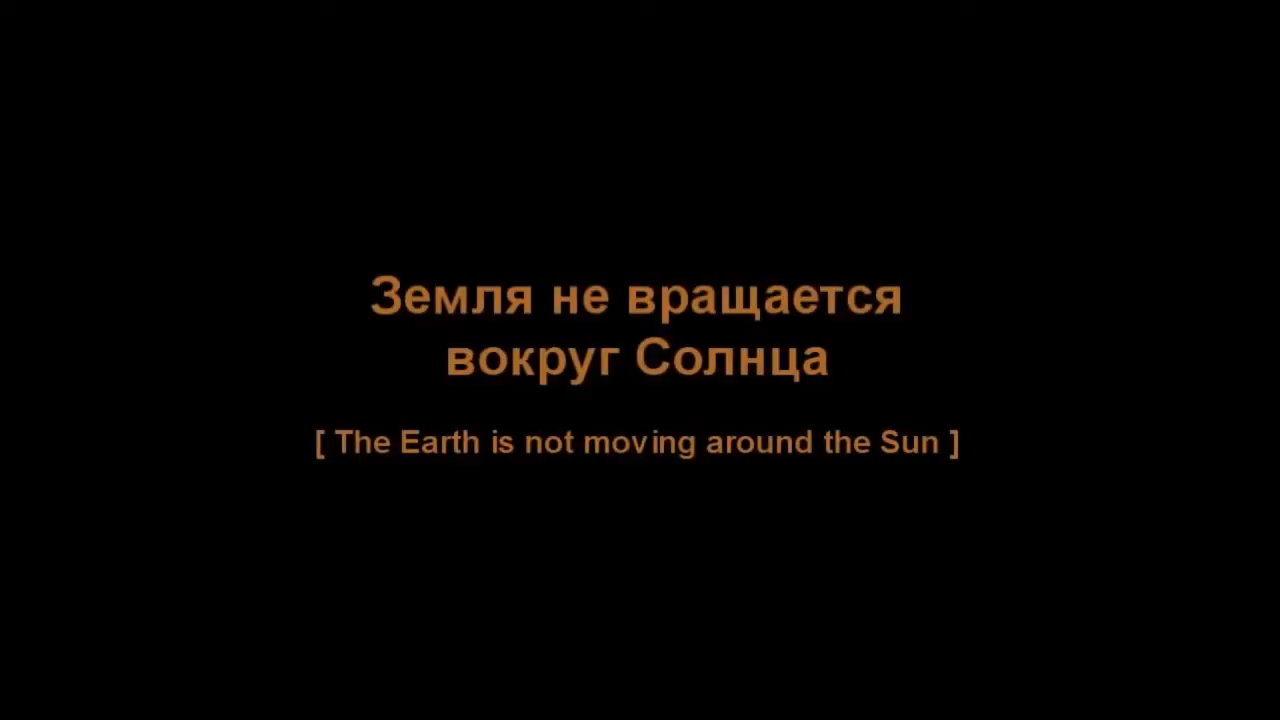 Земля не вращается
вокруг Солнца
[ The Earth is not moving around the Sun ]